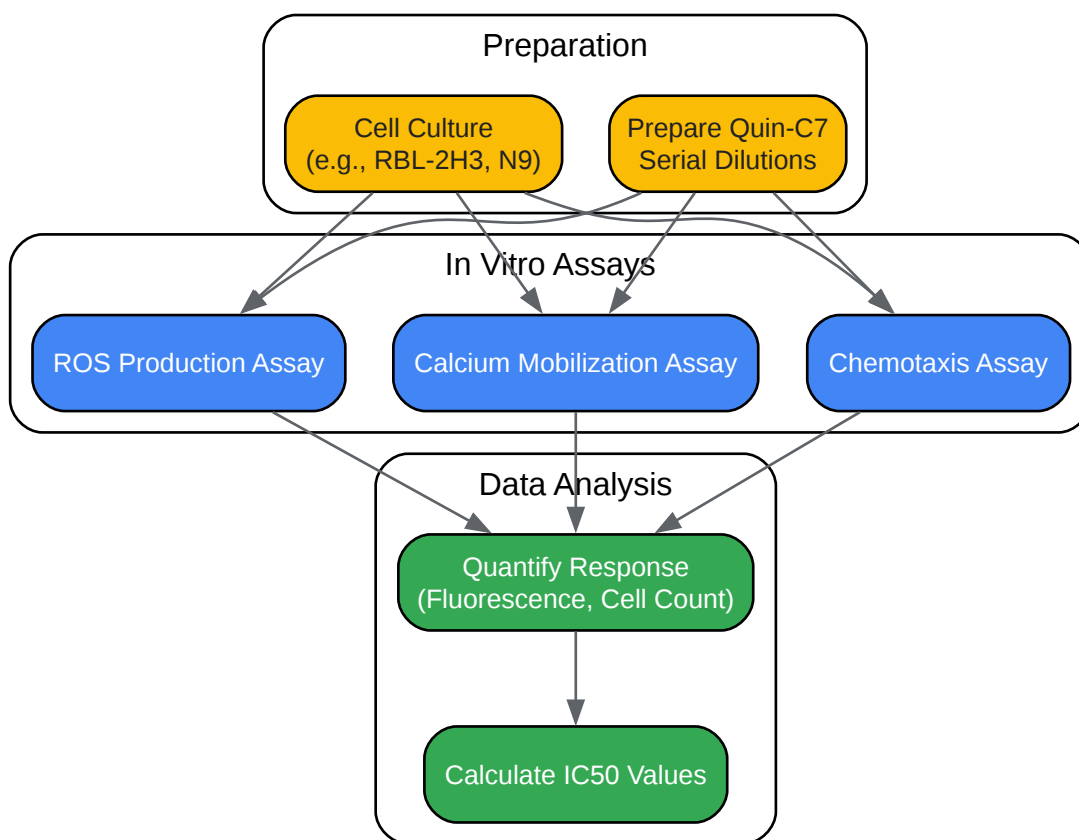 Preparation
Cell Culture
(e.g., RBL-2H3, N9)
Prepare Quin-C7
Serial Dilutions
In Vitro Assays
ROS Production Assay
Calcium Mobilization Assay
Chemotaxis Assay
Data Analysis
Quantify Response
(Fluorescence, Cell Count)
Calculate IC50 Values